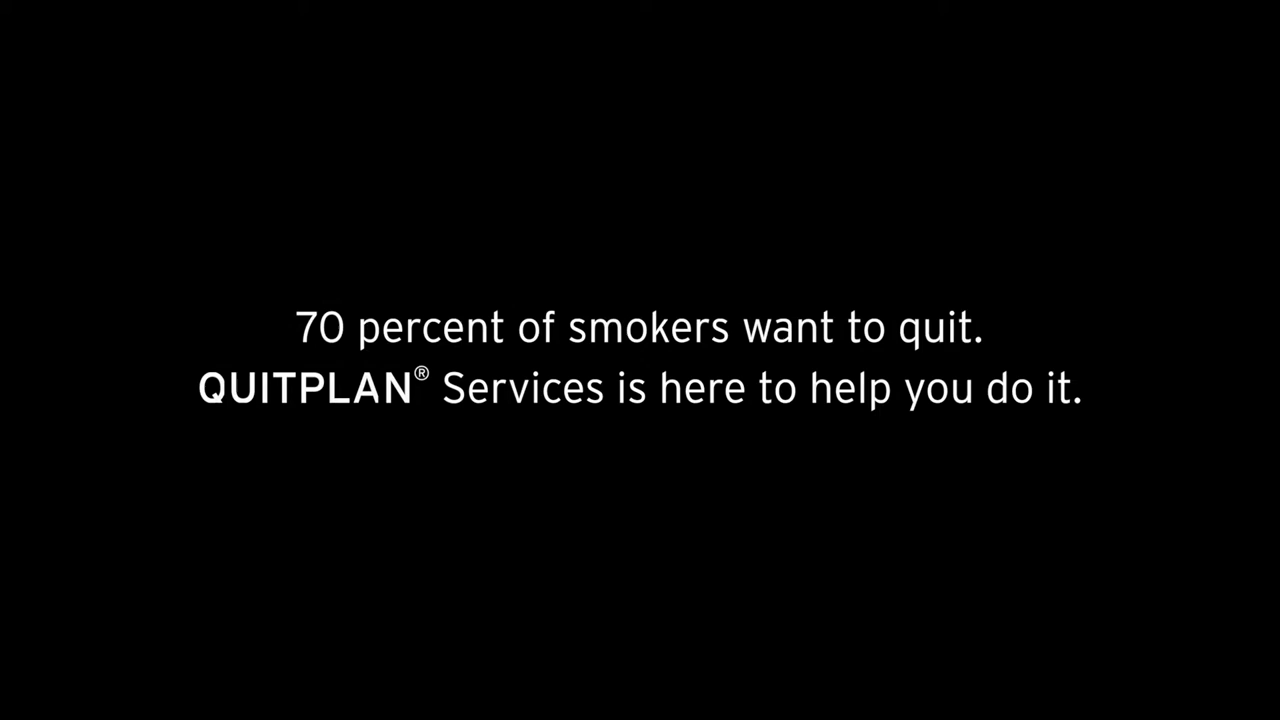 70 percent of smokers want to quit.
QUITPLAN® Services is here to help you do it.